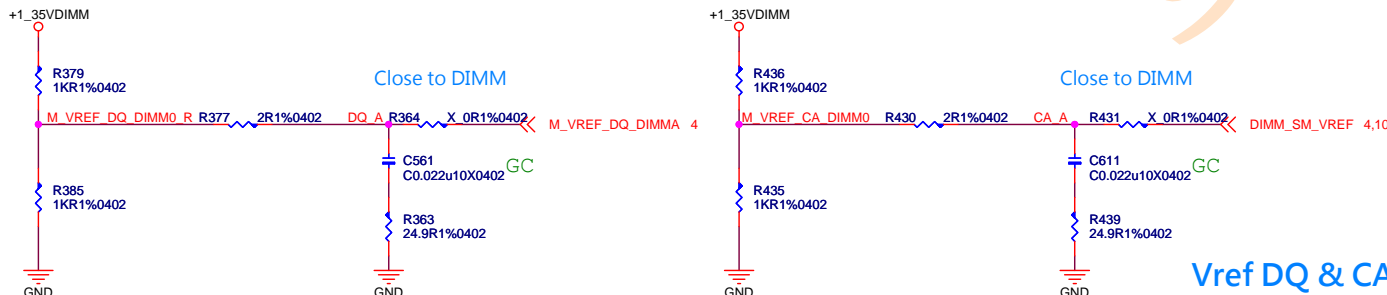 +1_35VDIMM
R379
1KR1%0402
Close to DIMM
M_VREF_DQ_DIMM0_R R377 2R1%0402 DQ_A R364 X_0R1%0402 M_VREF_DQ_DIMMA 4
C561
C0.022u10X0402 GC
R385
1KR1%0402
R363
24.9R1%0402
GND
GND
+1_35VDIMM
R436
1KR1%0402
Close to DIMM
M_VREF_CA_DIMM0 R430 2R1%0402 CA_A R431 X_0R1%0402 DIMM_SM_VREF 4,10
C611
C0.022u10X0402 GC
R435
1KR1%0402
R439
24.9R1%0402
GND
GND
Vref DQ & CA